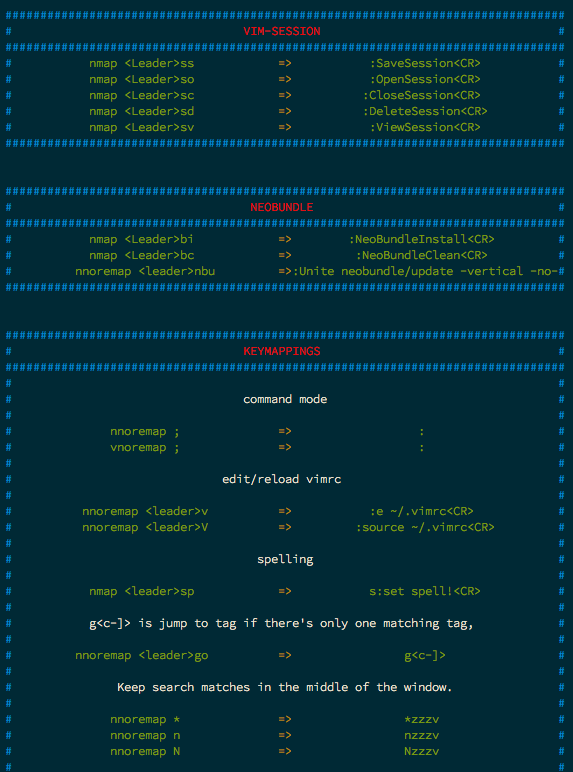 ################################################################################
# VIM-SESSION #
################################################################################
# nmap <Leader>ss => :SaveSession<CR> #
# nmap <Leader>so => :OpenSession<CR> #
# nmap <Leader>sc => :CloseSession<CR> #
# nmap <Leader>sd => :DeleteSession<CR> #
# nmap <Leader>sv => :ViewSession<CR> #
################################################################################
################################################################################
# NEOBUNDLE #
################################################################################
# nmap <Leader>bi => :NeoBundleInstall<CR> #
# nmap <Leader>bc => :NeoBundleClean<CR> #
# nnoremap <leader>nbu =>:Unite neobundle/update -vertical -no-#
################################################################################
################################################################################
# KEYMAPPINGS #
################################################################################
# #
# command mode #
# #
# nnoremap ; => : #
# vnoremap ; => : #
# #
# edit/reload vimrc #
# #
# nnoremap <leader>v => :e ~/.vimrc<CR> #
# nnoremap <leader>V => :source ~/.vimrc<CR> #
# #
# spelling #
# #
# nmap <leader>sp => s:set spell!<CR> #
# #
# g<c-]> is jump to tag if there's only one matching tag, #
# #
# nnoremap <leader>go => g<c-]> #
# #
# Keep search matches in the middle of the window. #
# #
# nnoremap * => *zzzv #
# nnoremap n => nzzzv #
# nnoremap N => Nzzzv #
# #